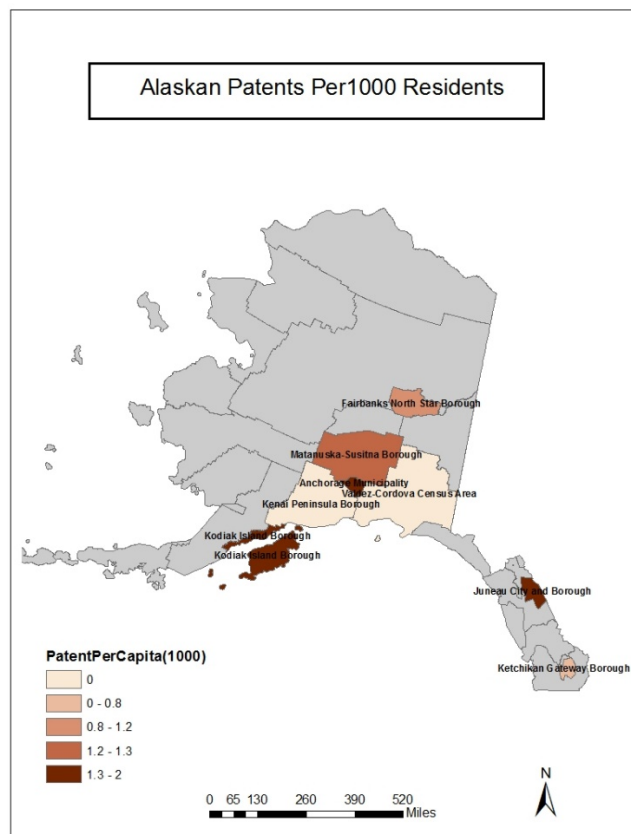 Alaskan Patents Per1000 Residents
Fairbanks North Star Borough
Matanuska-Susitna Borough
Anchorage Municipality
Valdez-Cordova Census Area
Kenai Peninsula Borough
Kodiak Island Borough
Kodiak Island Borough
Juneau City and Borough
Ketchikan Gateway Borough
PatentPerCapita(1000)
0
0 - 0.8
0.8 - 1.2
1.2 - 1.3
1.3 - 2
N
0 65 130 260 390 520
Miles